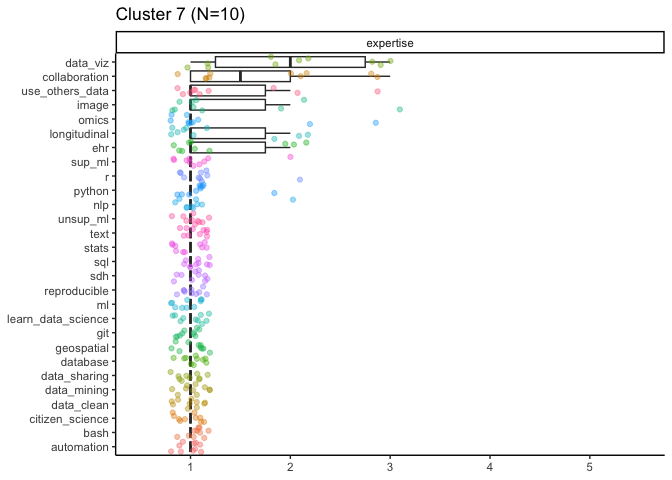 Cluster 7 (N=10)
expertise
data_viz
collaboration
use_others_data
image
omics
longitudinal
ehr
sup_ml
r
python
nlp
unsup_ml
text
stats
sql
sdh
reproducible
ml
learn_data_science
git
geospatial
database
data_sharing
data_mining
data_clean
citizen_science
bash
automation
1 2 3 4 5